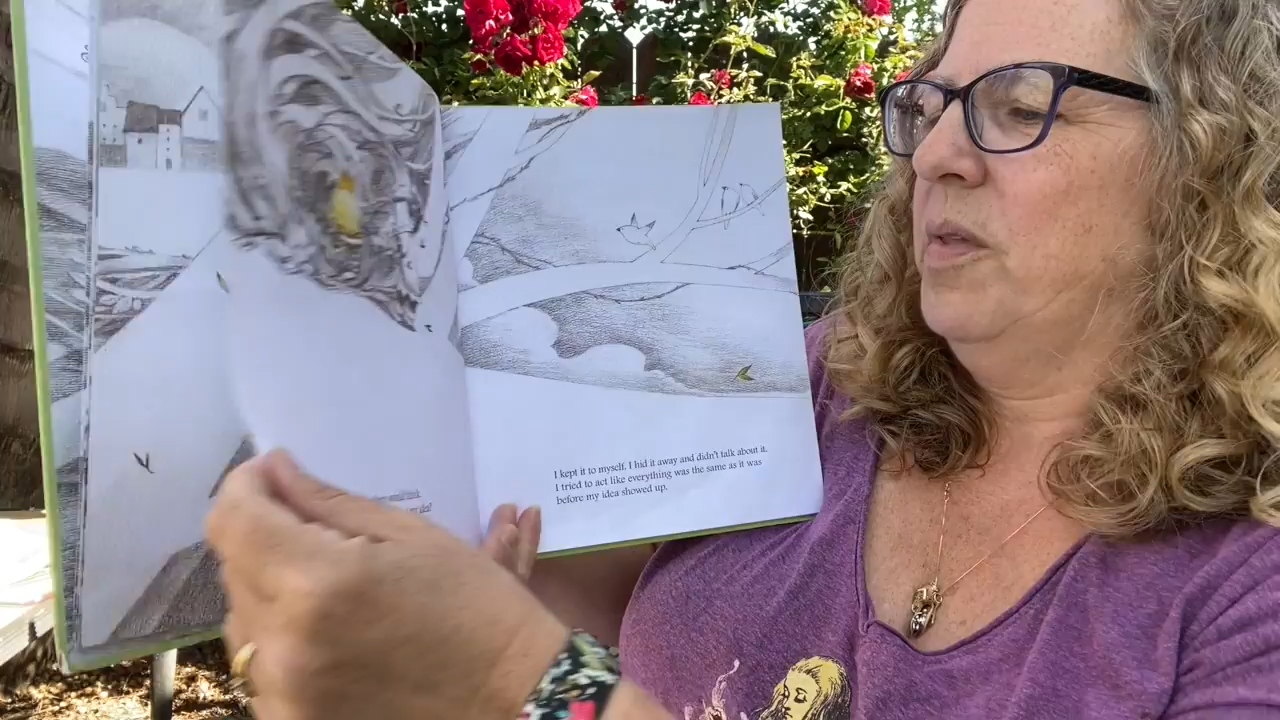 I kept it to myself. I hid it away and didn't talk about it.
I tried to act like everything was the same as it was
before my idea showed up.